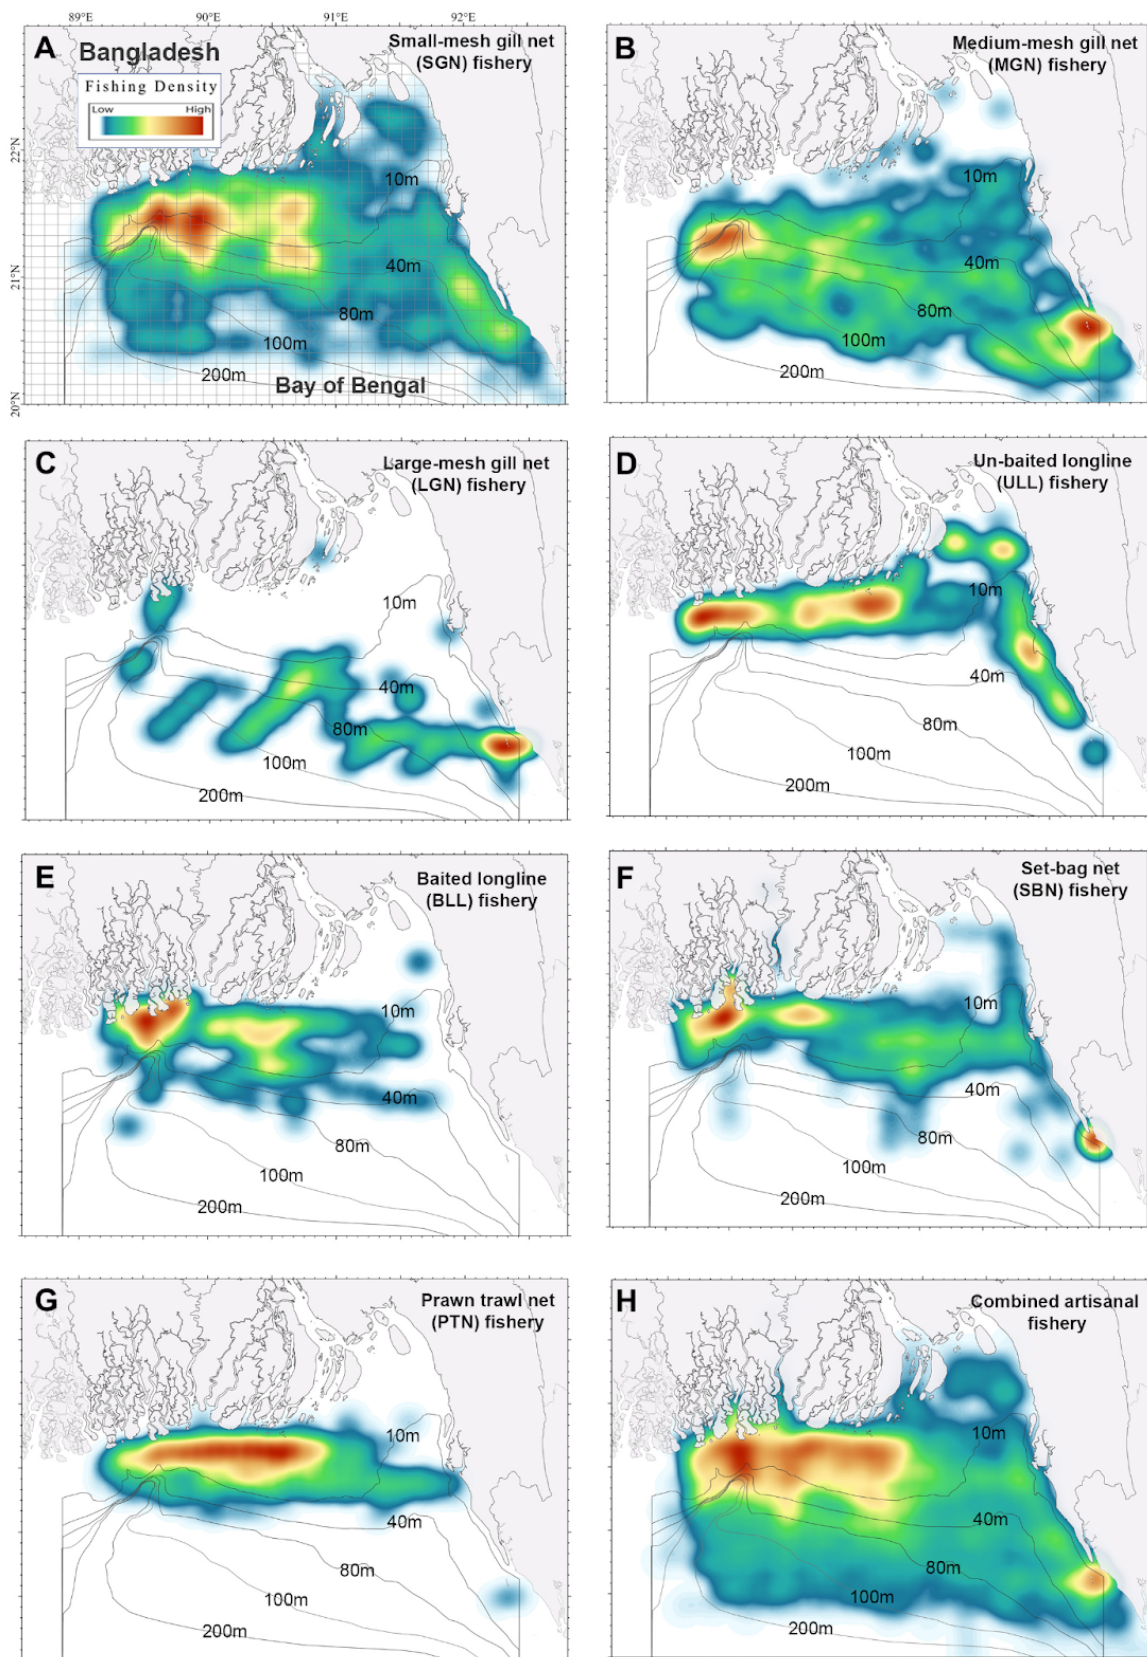 89°E 90°E 91°E 92°E
A
Bangladesh
Small-mesh gill net
(SGN) fishery
Fishing Density
Low High
22°N
21°N
20°N
10m
40m
80m
100m
200m
Bay of Bengal
B
Medium-mesh gill net
(MGN) fishery
10m
40m
80m
100m
200m
C
Large-mesh gill net
(LGN) fishery
10m
40m
80m
100m
200m
D
Un-baited longline
(ULL) fishery
10m
40m
80m
100m
200m
E
Baited longline
(BLL) fishery
10m
40m
80m
100m
200m
F
Set-bag net
(SBN) fishery
10m
40m
80m
100m
200m
G
Prawn trawl net
(PTN) fishery
10m
40m
80m
100m
200m
H
Combined artisanal
fishery
10m
40m
80m
100m
200m